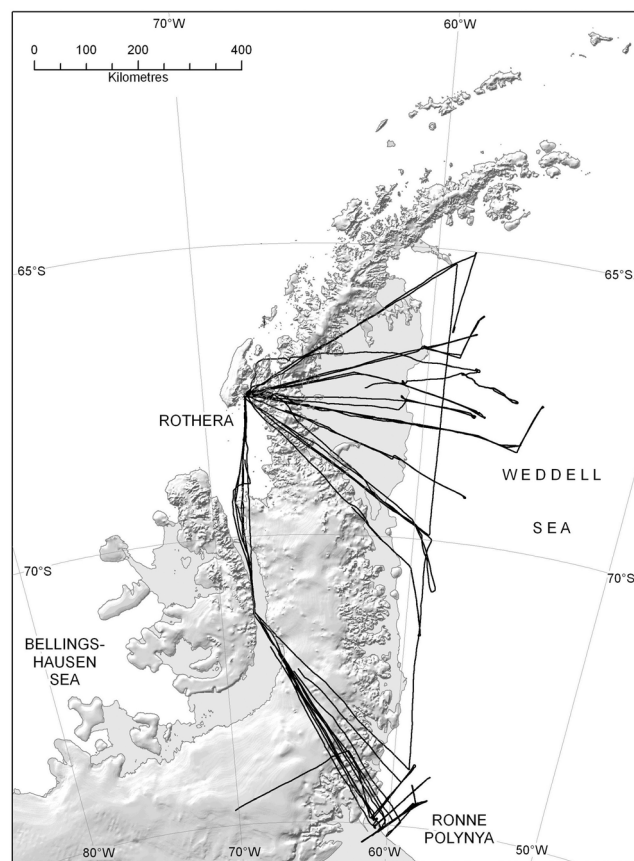 70°W
60°W
0 100 200 300 400
Kilometres
65°S
65°S
ROTHERA
WEDDELL
SEA
70°S
70°S
BELLINGS-
HAUSEN
SEA
RONNE
POLYNYA
80°W
70°W
60°W
50°W